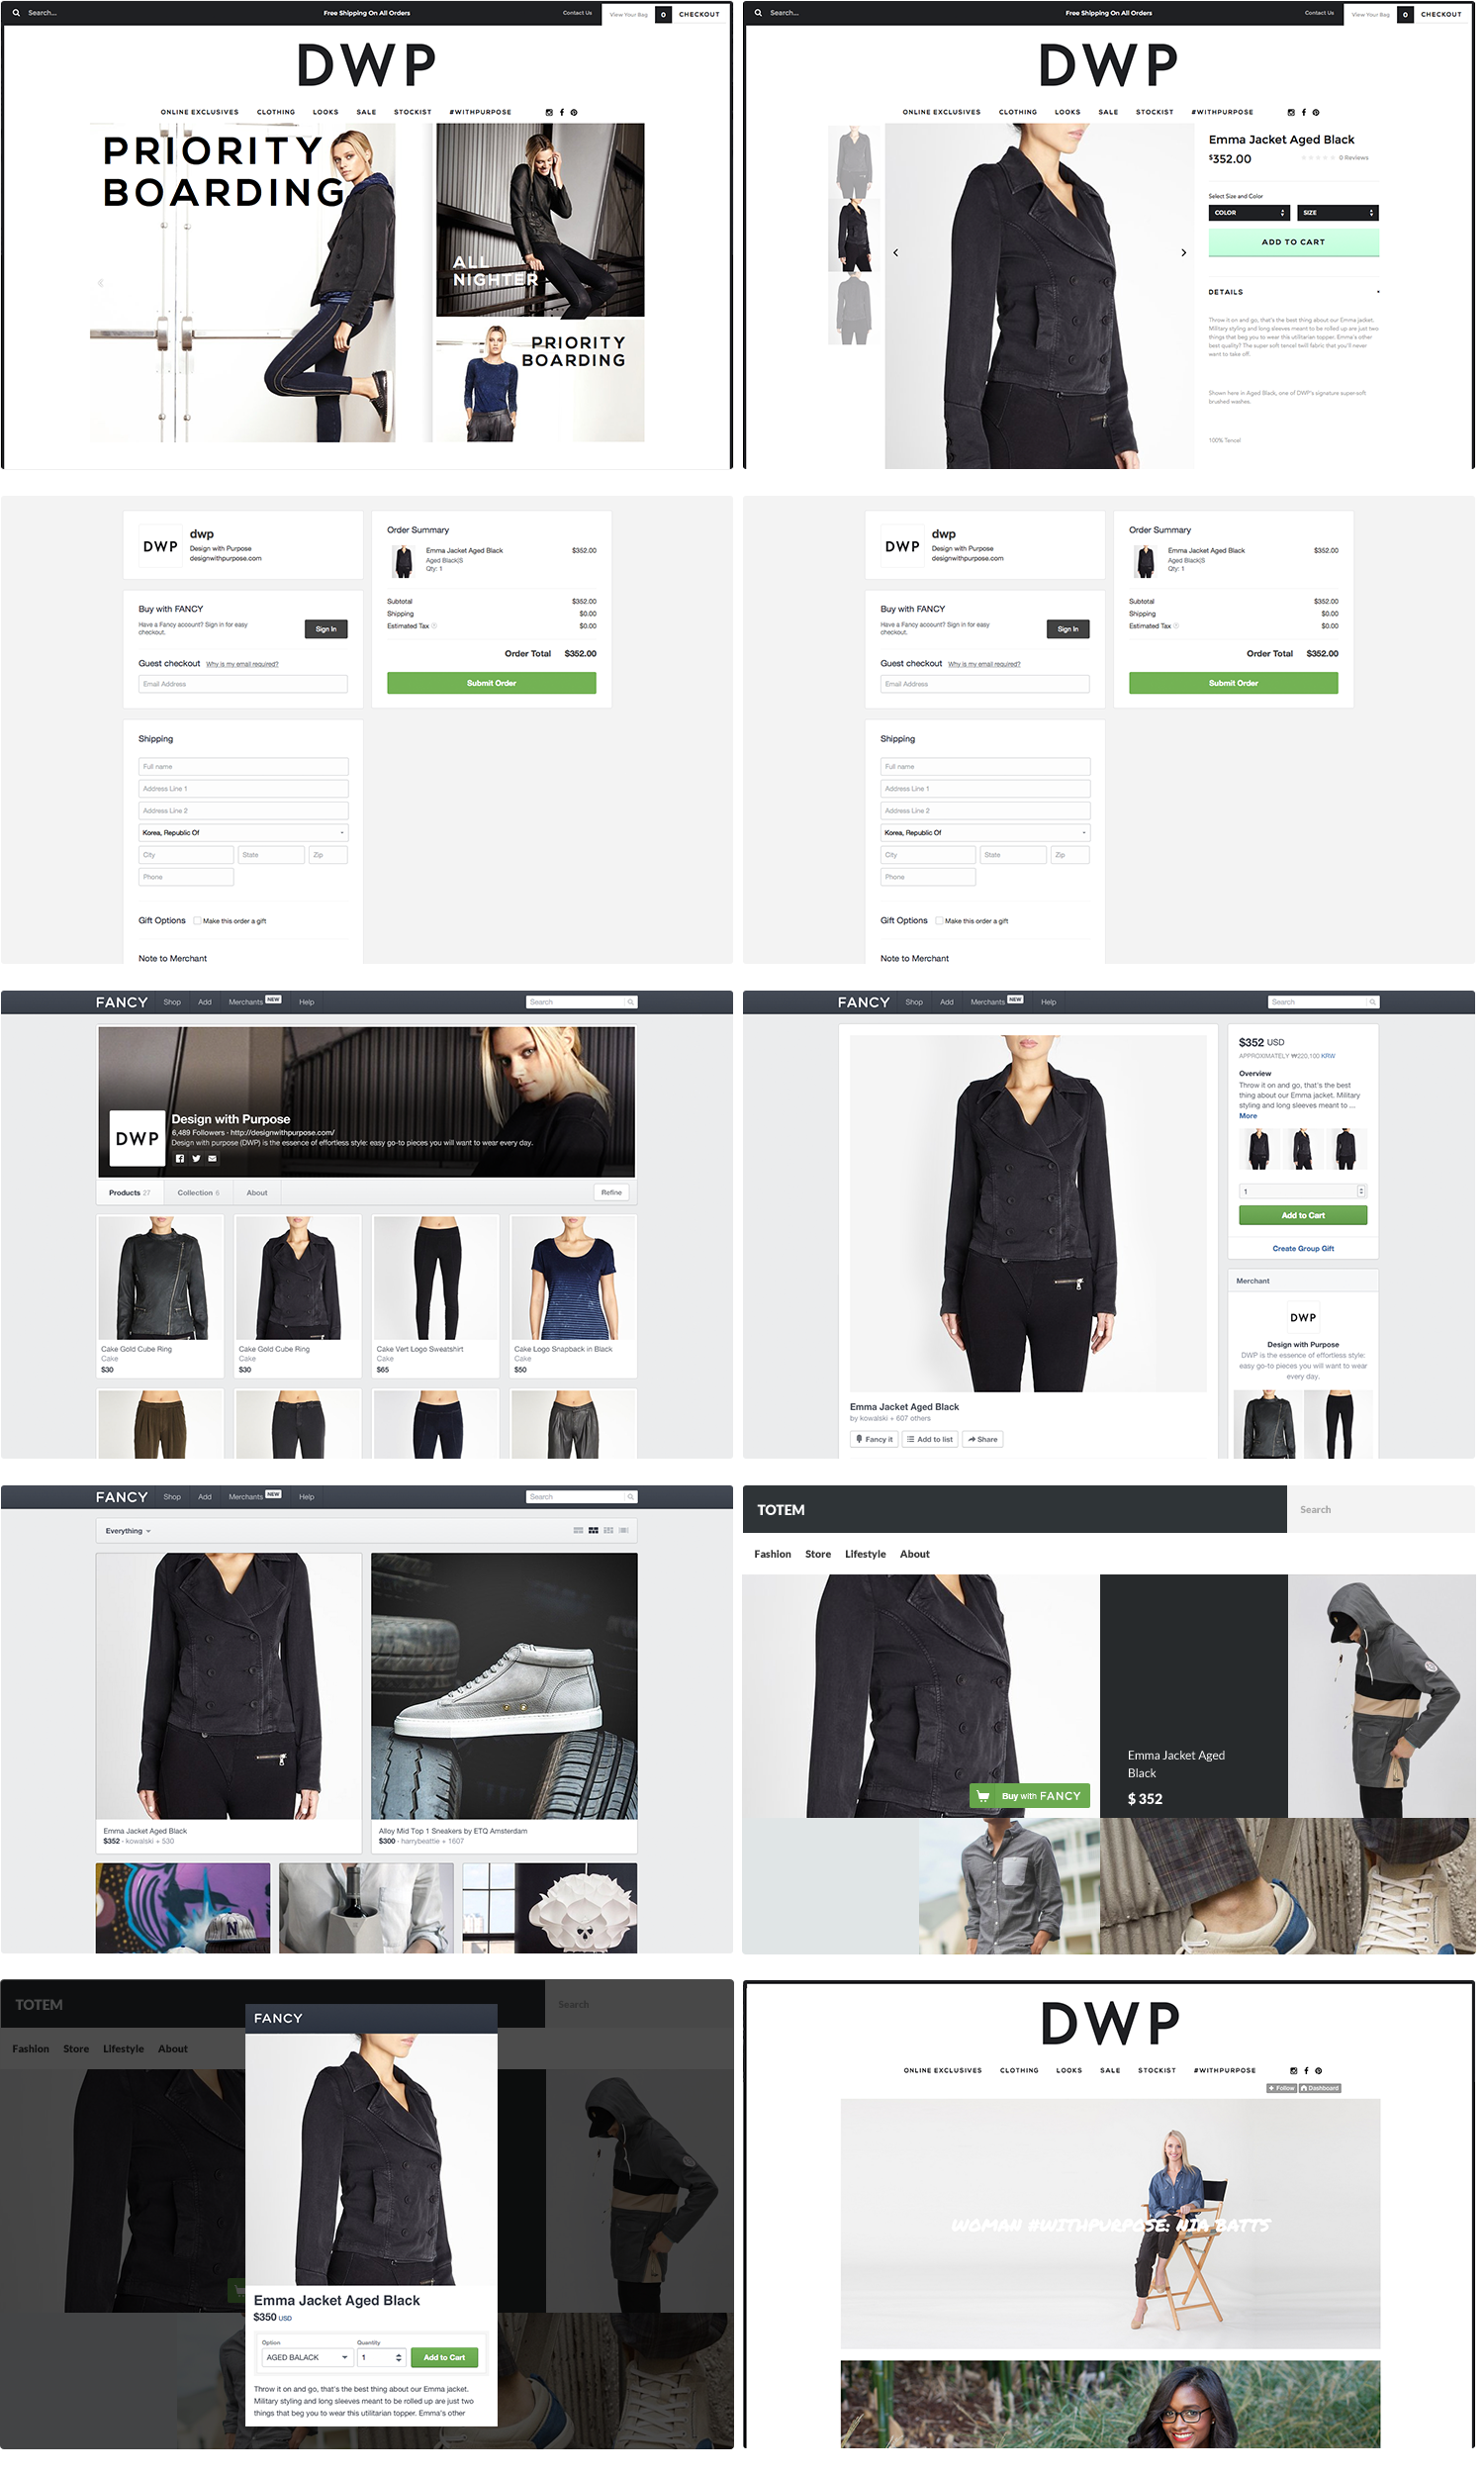 Search...
Free Shipping On All Orders
Contact Us
View Your Bag
0
CHECKOUT
DWP
ONLINE EXCLUSIVES
CLOTHING
LOOKS
SALE
STOCKIST
#WITHPURPOSE
PRIORITY
BOARDING
ALL
NIGHTER
PRIORITY
BOARDING
Search...
Free Shipping On All Orders
Contact Us
View Your Bag
0
CHECKOUT
DWP
ONLINE EXCLUSIVES
CLOTHING
LOOKS
SALE
STOCKIST
#WITHPURPOSE
Emma Jacket Aged Black
$352.00
0 Reviews
Select Size and Color
COLOR
SIZE
ADD TO CART
DETAILS
Throw it on and go, that's the best thing about our Emma jacket.
Military styling and long sleeves meant to be rolled up are just two
things that beg you to wear this utilitarian topper. Emma's other
best quality? The super soft tencel twill fabric that you'll never
want to take off.
Shown here in Aged Black, one of DWP's signature super-soft
brushed washes.
100% Tencel
DWP
dwp
Design with Purpose
designwithpurpose.com
Buy with FANCY
Have a Fancy account? Sign in for easy
checkout.
Sign In
Guest checkout
Why is my email required?
Email Address
Order Summary
Emma Jacket Aged Black
$352.00
Aged Black|S
Qty: 1
Subtotal
$352.00
Shipping
$0.00
Estimated Tax
$0.00
Order Total
$352.00
Submit Order
Shipping
Full name
Address Line 1
Address Line 2
Korea, Republic Of
City
State
Zip
Phone
Gift Options
Make this order a gift
Note to Merchant
DWP
dwp
Design with Purpose
designwithpurpose.com
Buy with FANCY
Have a Fancy account? Sign in for easy
checkout.
Sign In
Guest checkout
Why is my email required?
Email Address
Order Summary
Emma Jacket Aged Black
$352.00
Aged Black|S
Qty: 1
Subtotal
$352.00
Shipping
$0.00
Estimated Tax
$0.00
Order Total
$352.00
Submit Order
Shipping
Full name
Address Line 1
Address Line 2
Korea, Republic Of
City
State
Zip
Phone
Gift Options
Make this order a gift
Note to Merchant
FANCY
Shop
Add
Merchants NEW
Help
Search
DWP
Design with Purpose
6,489 Followers · http://designwithpurpose.com/
Design with purpose (DWP) is the essence of effortless style: easy go-to pieces you will want to wear every day.
Products 27
Collection 6
About
Refine
Cake Gold Cube Ring
Cake
$30
Cake Gold Cube Ring
Cake
$30
Cake Vert Logo Sweatshirt
Cake
$65
Cake Logo Snapback in Black
Cake
$50
FANCY
Shop
Add
Merchants NEW
Help
Search
Emma Jacket Aged Black
by kowalski + 607 others
Fancy it
Add to list
Share
$352 USD
APPROXIMATELY ₩220,100 KRW
Overview
Throw it on and go, that's the best
thing about our Emma jacket. Military
styling and long sleeves meant to ...
More
1
Add to Cart
Create Group Gift
Merchant
DWP
Design with Purpose
DWP is the essence of effortless style:
easy go-to pieces you will want to wear
every day.
FANCY
Shop
Add
Merchants NEW
Help
Search
Everything
Emma Jacket Aged Black
$352 · kowalski + 530
Alloy Mid Top 1 Sneakers by ETQ Amsterdam
$300 · harrybeattie + 1607
N
TOTEM
Search
Fashion
Store
Lifestyle
About
Buy with FANCY
Emma Jacket Aged
Black
$ 352
TOTEM
Search
Fashion
Store
Lifestyle
About
FANCY
Emma Jacket Aged Black
$350 USD
Option
Quantity
AGED BALACK
1
Add to Cart
Throw it on and go, that's the best thing about our Emma jacket.
Military styling and long sleeves meant to be rolled up are just two
things that beg you to wear this utilitarian topper. Emma's other
DWP
ONLINE EXCLUSIVES
CLOTHING
LOOKS
SALE
STOCKIST
#WITHPURPOSE
+ Follow
Dashboard
WOMAN #WITHPURPOSE: NIA BATTS